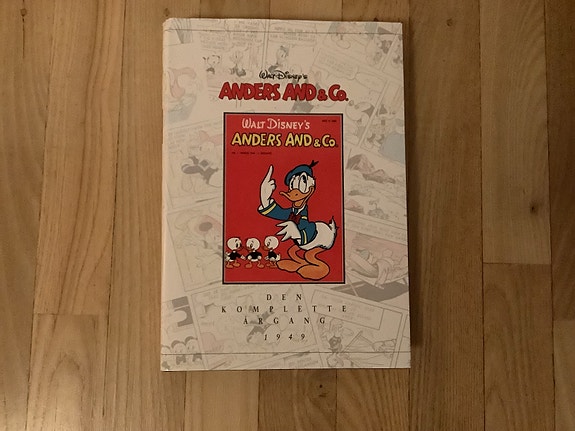 Walt Disney's
ANDERS AND & Co.
WALT DISNEY'S
ANDERS AND & Co.
DEN
KOMPLETTE
ÅRGANG
1949